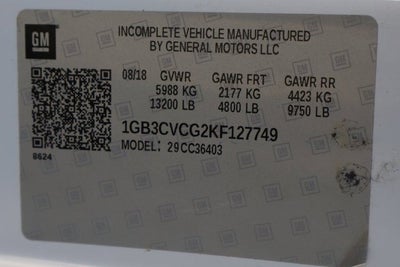 GM
INCOMPLETE VEHICLE MANUFACTURED
BY GENERAL MOTORS LLC
08/18 GVWR GAWR FRT GAWR RR
5988 KG 2177 KG 4423 KG
13200 LB 4800 LB 9750 LB
1GB3CVCG2KF127749
MODEL: 29CC36403
8624